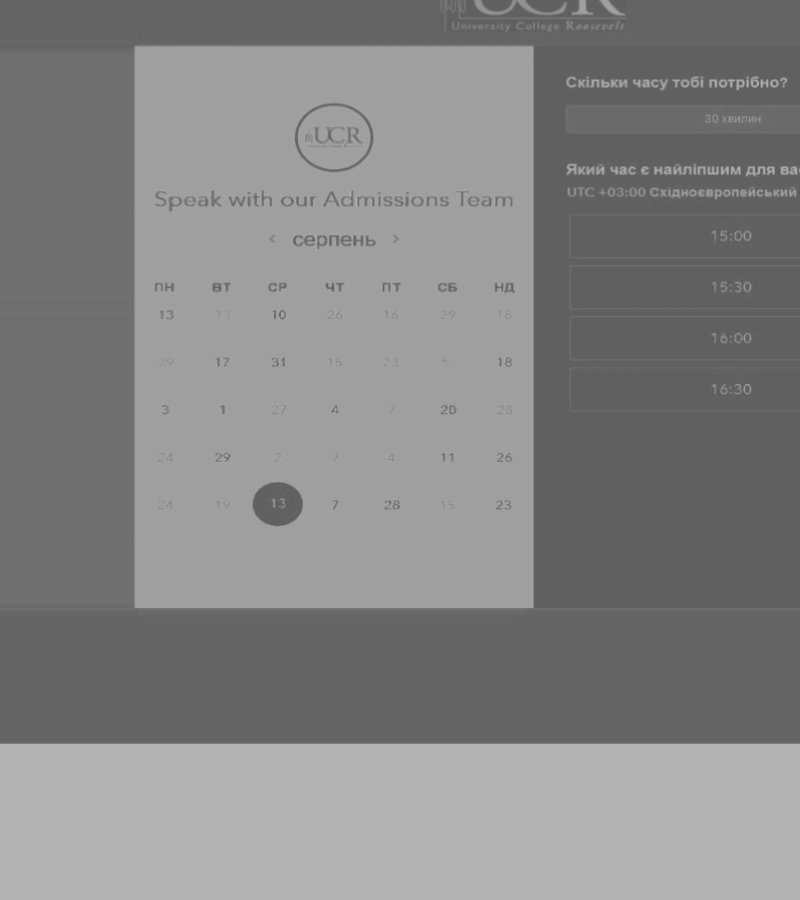 UCR
University College Roosevelt
UCR
Speak with our Admissions Team
< серпень >
ПН ВТ СР ЧТ ПТ СБ НД
13 13 10 26 16 29 18
29 17 31 15 23 5 18
3 1 27 4 7 20 28
24 29 2 7 4 11 26
24 19 13 7 28 15 23
Скільки часу тобі потрібно?
30 хвилин
Який час є найліпшим для
UTC +03:00 Східноєвропейський
15:00
15:30
16:00
16:30